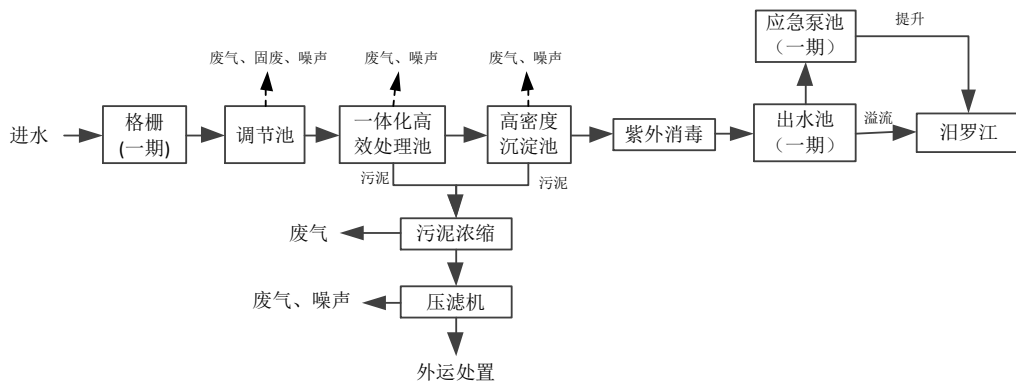 应急泵池
（一期）
提升
废气、固废、噪声
废气、噪声
废气、噪声
进水
格栅
(一期)
调节池
一体化高
效处理池
高密度
沉淀池
紫外消毒
出水池
（一期）
溢流
汨罗江
污泥
污泥
废气
污泥浓缩
废气、噪声
压滤机
外运处置